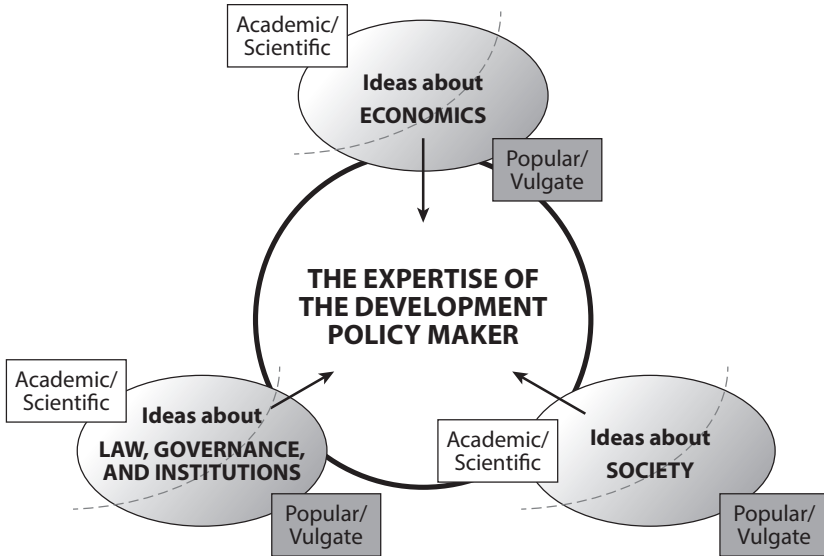 Academic/
Scientific
Ideas about
ECONOMICS
Popular/
Vulgate
THE EXPERTISE OF
THE DEVELOPMENT
POLICY MAKER
Academic/
Scientific
Ideas about
LAW, GOVERNANCE,
AND INSTITUTIONS
Popular/
Vulgate
Academic/
Scientific
Ideas about
SOCIETY
Popular/
Vulgate